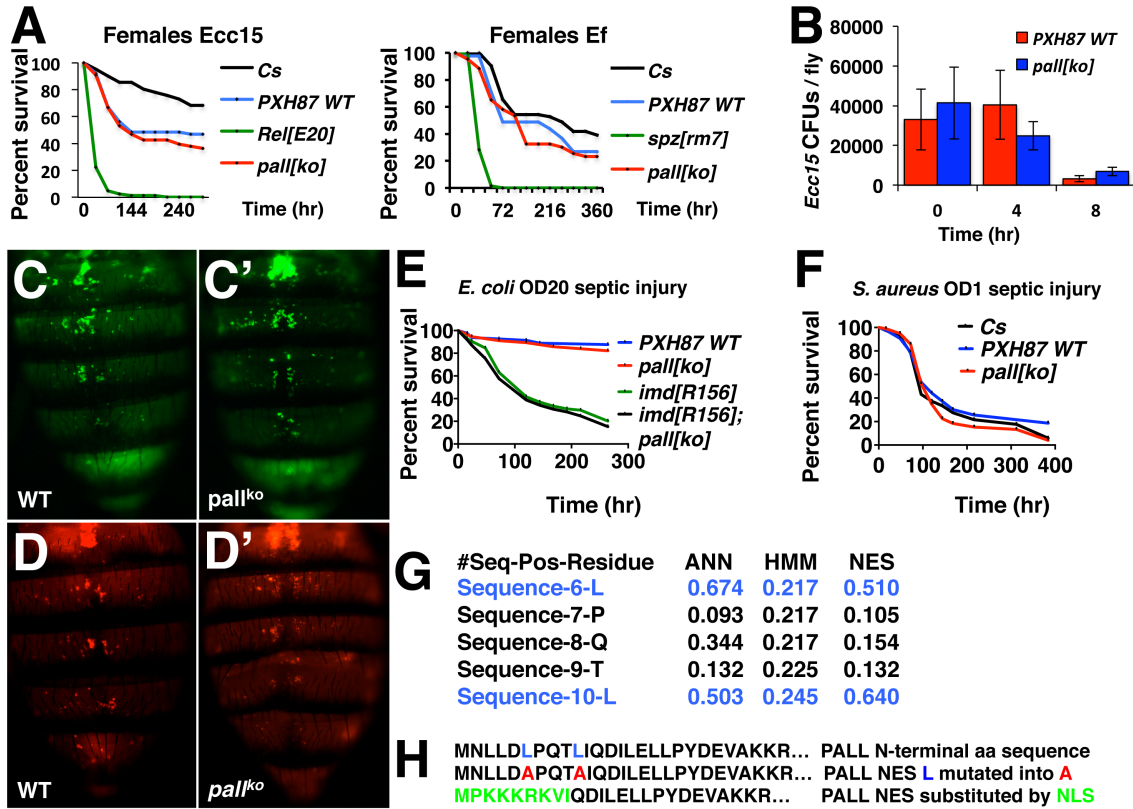 A
Females Ecc15
Percent survival
100
80
60
40
20
0
0 144 240
Time (hr)
Cs
PXH87 WT
Rel[E20]
pall[ko]
Females Ef
Percent survival
100
80
60
40
20
0
0 72 216 360
Time (hr)
Cs
PXH87 WT
spz[rm7]
pall[ko]
B
Ecc15 CFUs / fly
80000
60000
40000
20000
0
0 4 8
Time (hr)
PXH87 WT
pall[ko]
C
WT
C’
pallko
D
WT
D’
pallko
E
E. coli OD20 septic injury
Percent survival
100
80
60
40
20
0
0 100 200 300
Time (hr)
PXH87 WT
pall[ko]
imd[R156]
imd[R156];
pall[ko]
F
S. aureus OD1 septic injury
Percent survival
100
80
60
40
20
0
0 100 200 300 400
Time (hr)
Cs
PXH87 WT
pall[ko]
G
#Seq-Pos-Residue ANN HMM NES
Sequence-6-L 0.674 0.217 0.510
Sequence-7-P 0.093 0.217 0.105
Sequence-8-Q 0.344 0.217 0.154
Sequence-9-T 0.132 0.225 0.132
Sequence-10-L 0.503 0.245 0.640
H
MNLLDLPQTLIQDILELLPYDEVAKKR... PALL N-terminal aa sequence
MNLLDAPQTAIQDILELLPYDEVAKKR... PALL NES L mutated into A
MPKKKRKVIQDILELLPYDEVAKKR... PALL NES substituted by NLS